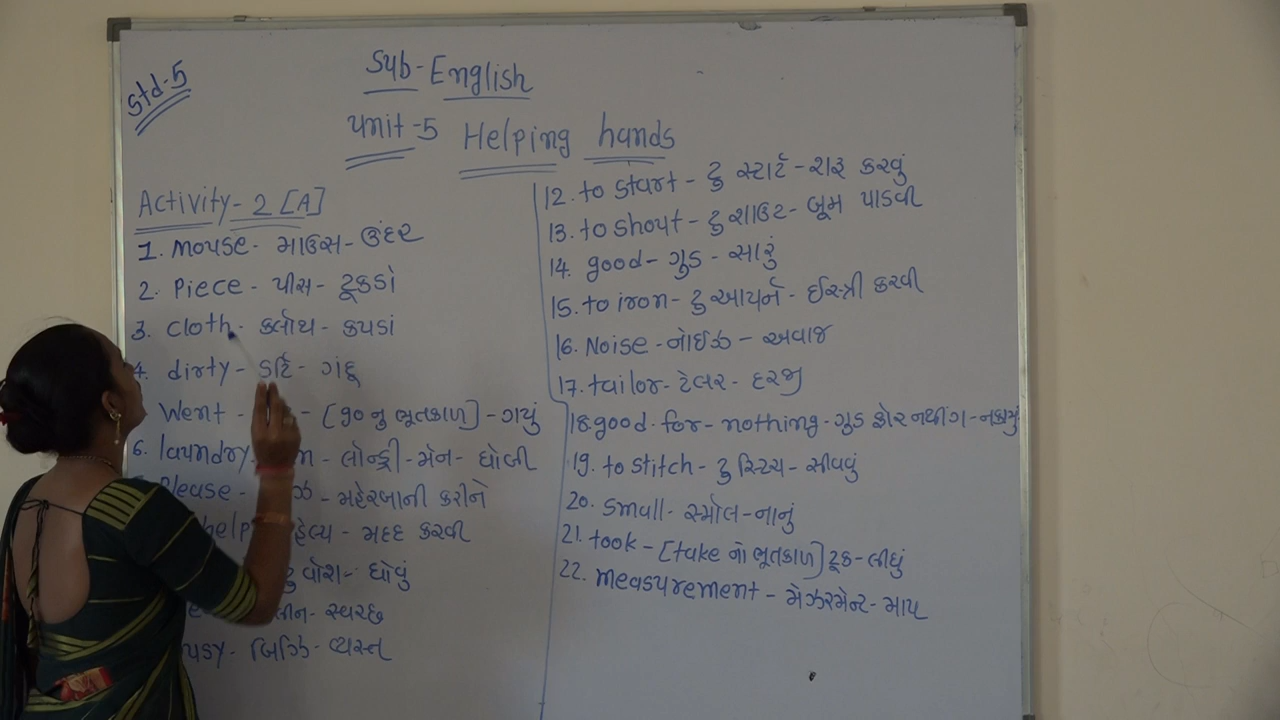 Std-5
Sub-English
Unit-5 Helping hands
Activity-2 [A]
1. mouse- માઉસ- ઉંદર
2. Piece - પીસ- ટૂકડો
3. cloth- ક્લોથ- કપડાં
4. dirty- ડર્ટિ- ગંદૂ
Went - - [go નુ ભૂતકાળ] - ગયું
6. laundry - લોન્ડ્રી-મૅન- ધોબી
Please - - મહેરબાની કરીને
help હેલ્પ - મદદ કરવી
ટુ વૉશ- ધોવું
સ્વચ્છ
બિઝિ- વ્યસ્ત
12. to start- ટુ સ્ટાર્ટ-શરૂ કરવું
13. to shout- ટુ શાઉટ- બૂમ પાડવી
14. good- ગુડ - સારું
15. to iron- ટુ આયર્ન- ઈસ્ત્રી કરવી
16. Noise - નોઈઝ - અવાજ
17. tailor- ટેલર- દરજી
18. good-for-nothing-ગુડ ફોર નથીંગ-નકામું
19. to stitch- ટુ સ્ટિચ- સીવવું
20. small- સ્મોલ-નાનું
21. took- [take નો ભૂતકાળ] ટૂક- લીધું
22. measurement- મેઝરમેન્ટ- માપ